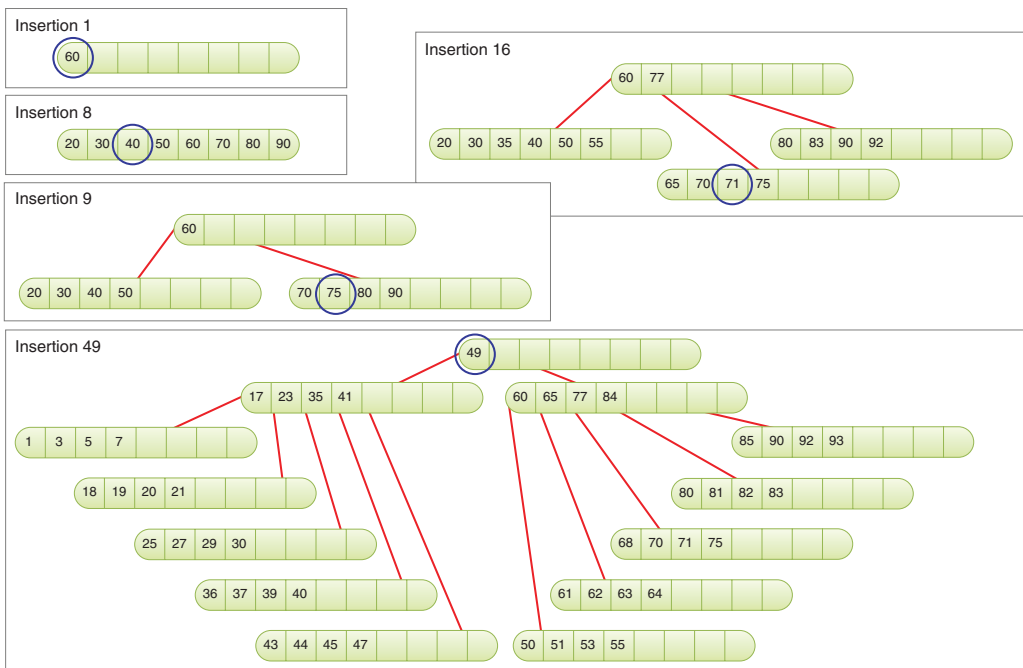 Insertion 1
60
Insertion 8
20 30 40 50 60 70 80 90
Insertion 16
60 77
20 30 35 40 50 55
80 83 90 92
65 70 71 75
Insertion 9
60
20 30 40 50
70 75 80 90
Insertion 49
49
17 23 35 41
60 65 77 84
1 3 5 7
85 90 92 93
18 19 20 21
80 81 82 83
25 27 29 30
68 70 71 75
36 37 39 40
61 62 63 64
43 44 45 47
50 51 53 55